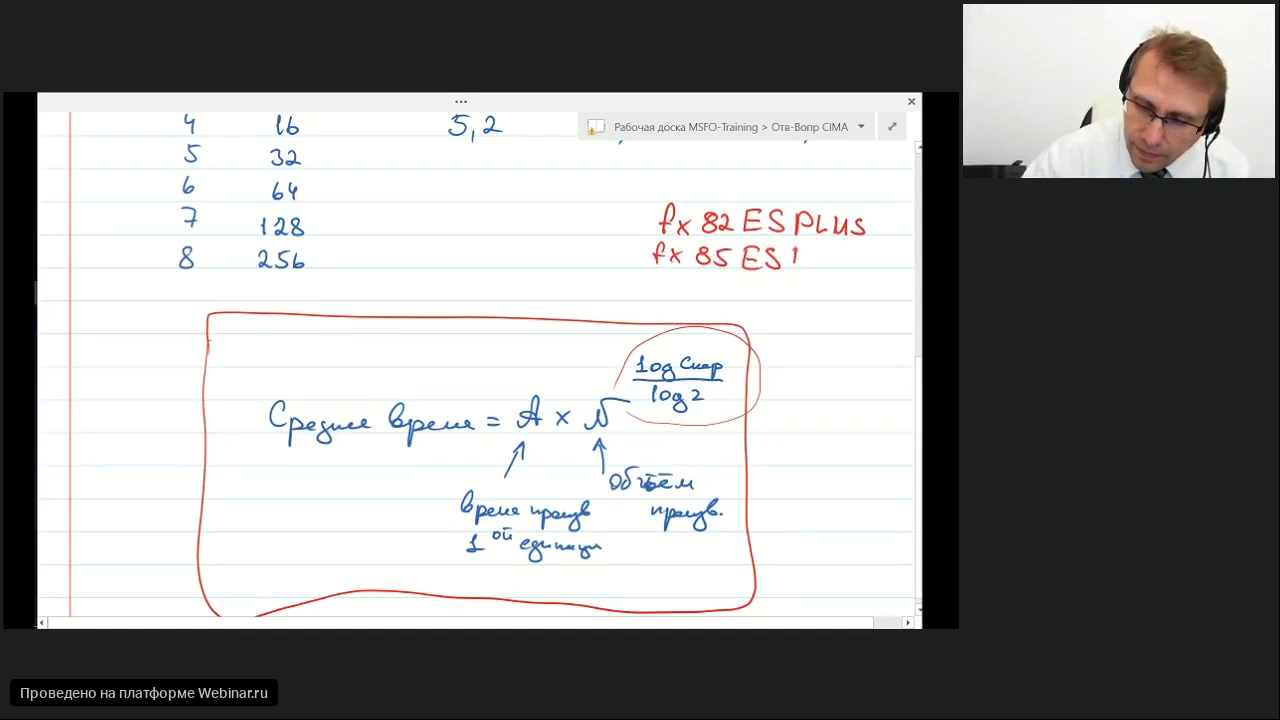 4 16 5,2
Рабочая доска MSFO-Training > Отв-Вопр CIMA
5 32
6 64
7 128
fx 82 ES PLUS
8 256
fx 85 ES
log
log 2
Среднее время = A x N
Объём
время произв
произв.
1 ой единицы
Проведено на платформе Webinar.ru